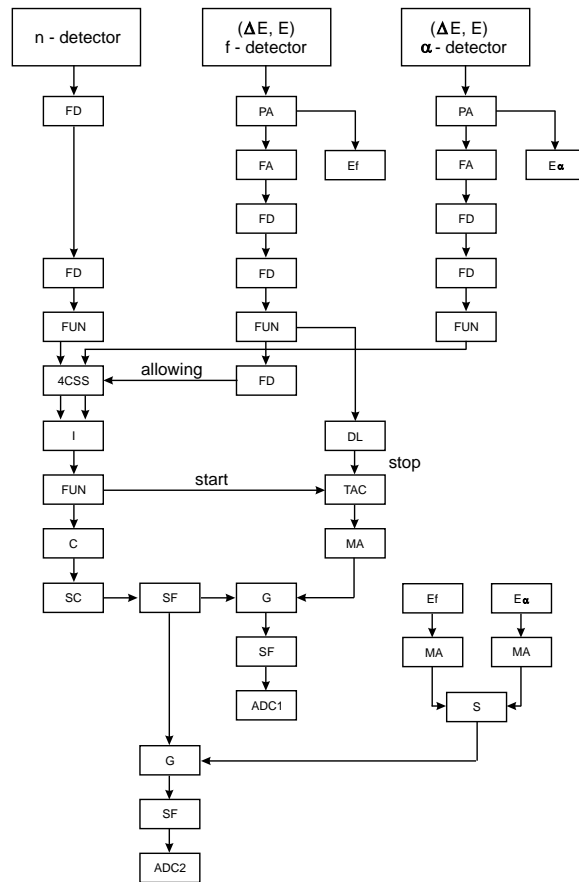 n - detector
(ΔE, E)
f - detector
(ΔE, E)
α - detector
FD
PA
PA
FA
Ef
FA
Eα
FD
FD
FD
FD
FD
FUN
FUN
FUN
4CSS
allowing
FD
I
DL
stop
FUN
start
TAC
C
MA
SC
SF
G
Ef
Eα
SF
MA
MA
ADC1
S
G
SF
ADC2